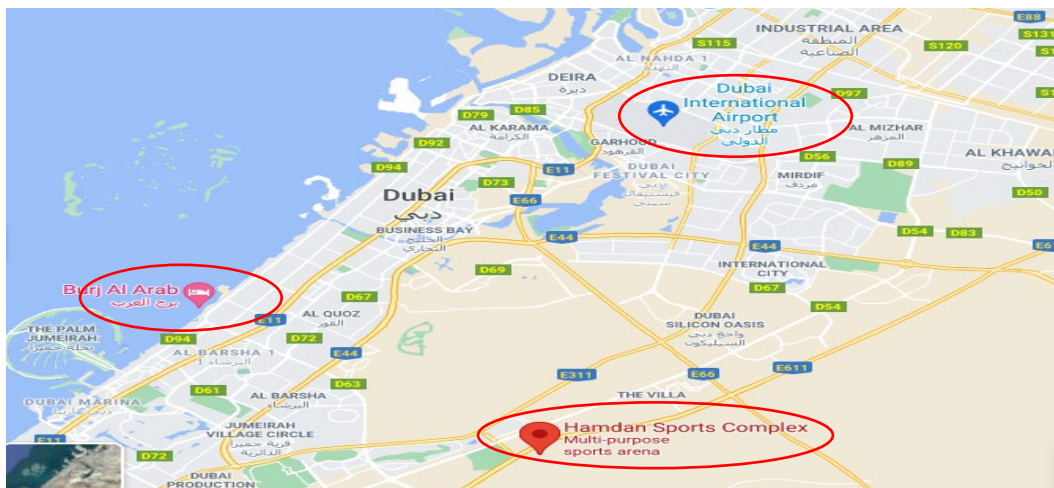 E88
INDUSTRIAL AREA
المنطقة
الصناعية
S131
S115
S120
AL NAHDA 1
النهدة
DEIRA
ديرة
Dubai
International
Airport
مطار دبي
الدولي
D97
D79
D85
AL KARAMA
الكرامة
D92
GARHOUD
القرهود
AL MIZHAR
المزهر
AL KHAWA
الخوانيج
D94
E11
DUBAI
FESTIVAL CITY
دبي
فيستيفال
سيتي
D56
D89
MIRDIF
مردف
D73
D50
Dubai
دبي
E66
BUSINESS BAY
الخليج
التجاري
E44
E44
D54
D83
D69
INTERNATIONAL
CITY
D67
Burj Al Arab
برج العرب
D67
D54
AL QUOZ
القوز
E11
DUBAI
SILICON OASIS
واحة دبي
السيليكون
THE PALM
JUMEIRAH
نخلة جميرا
D94
D72
AL BARSHA 1
البرشاء 1
E44
E311
E66
E611
D61
D63
AL BARSHA
البرشاء
THE VILLA
DUBAI MARINA
دبي مارينا
JUMEIRAH
VILLAGE CIRCLE
قرية جميرا
الدائرية
Hamdan Sports Complex
Multi-purpose
sports arena
E11
D72
DUBAI
PRODUCTION